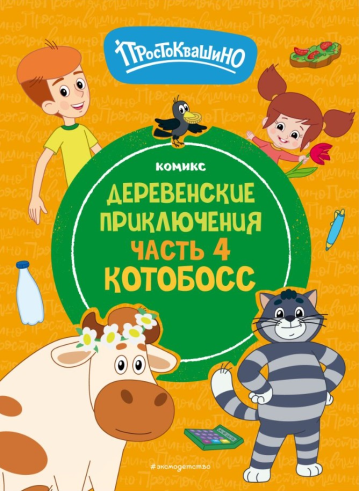 ПРОСТОКВАШИНО
КОМИКС
ДЕРЕВЕНСКИЕ
ПРИКЛЮЧЕНИЯ
ЧАСТЬ 4
КОТОБОСС
#эксмодетство